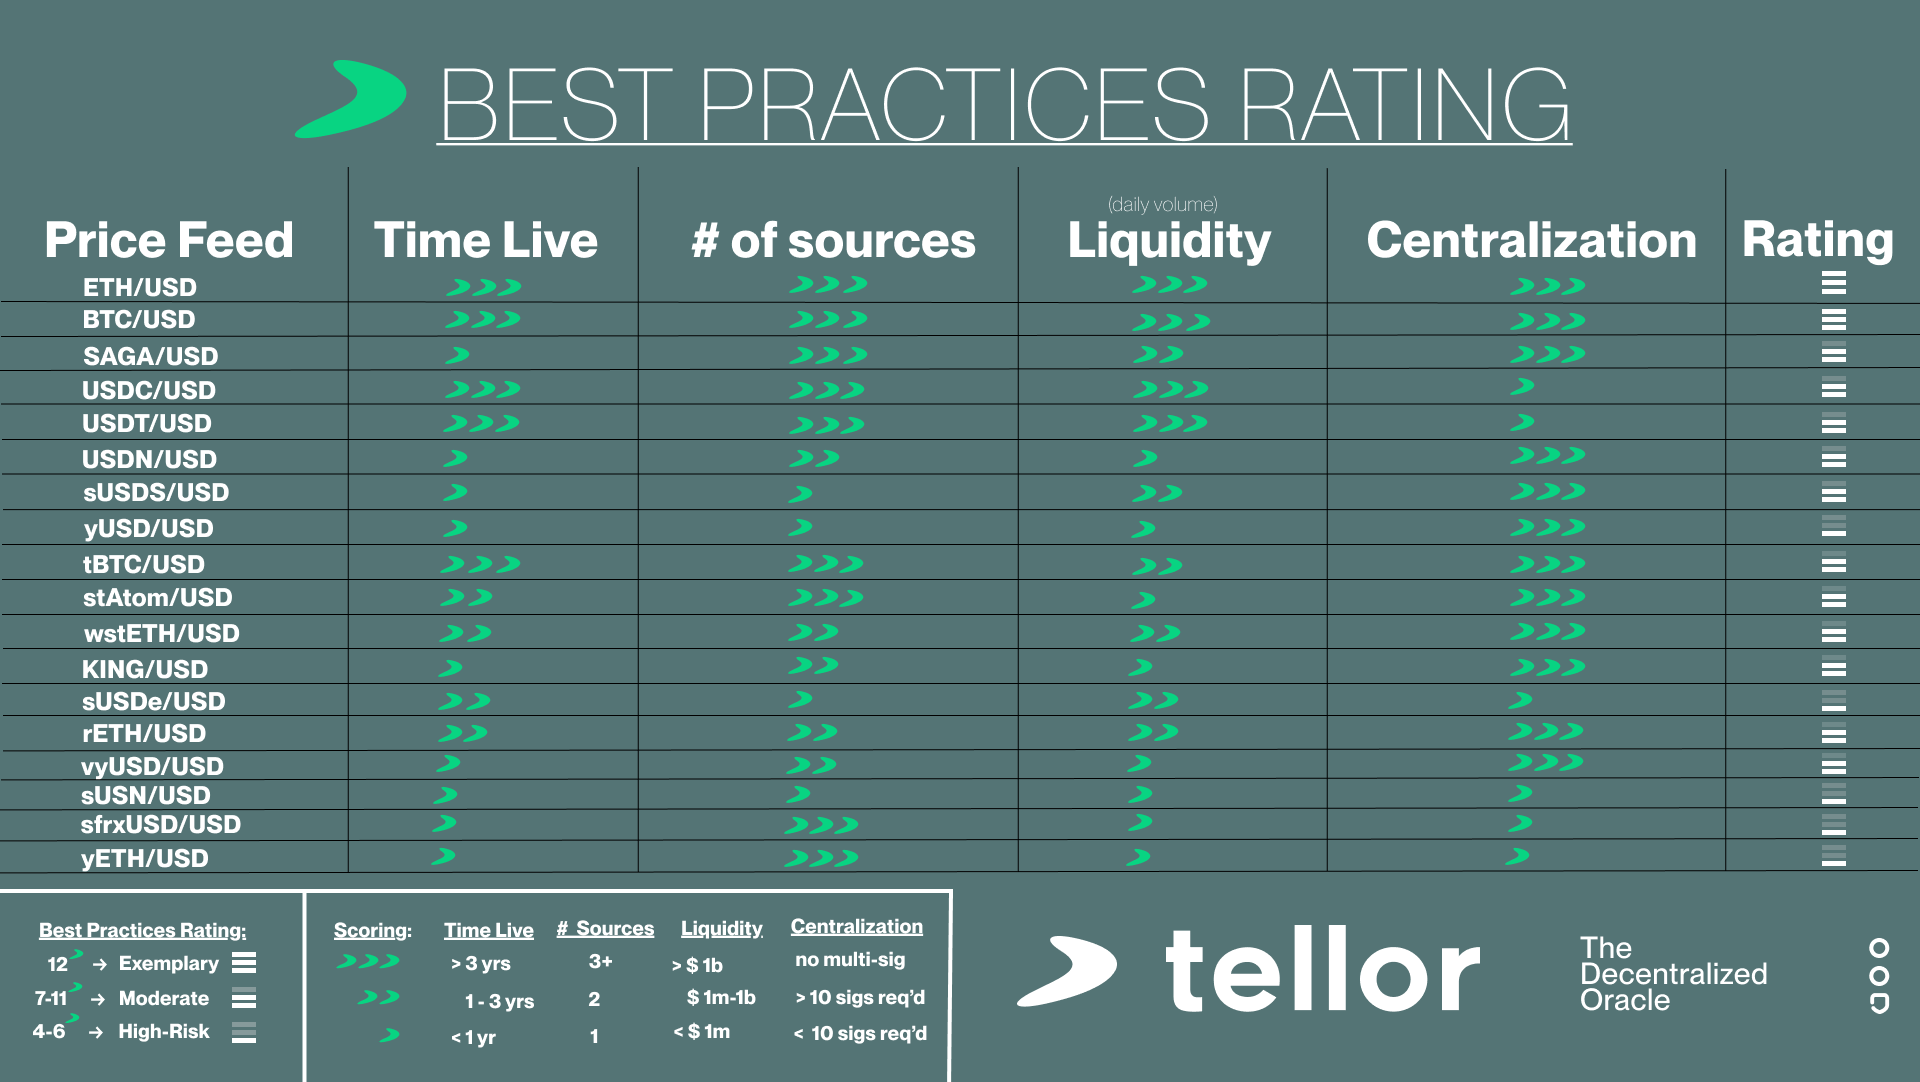 BEST PRACTICES RATING
(daily volume)
Price Feed Time Live # of sources Liquidity Centralization Rating
ETH/USD
BTC/USD
SAGA/USD
USDC/USD
USDT/USD
USDN/USD
sUSDS/USD
yUSD/USD
tBTC/USD
stAtom/USD
wstETH/USD
KING/USD
sUSDe/USD
rETH/USD
vyUSD/USD
sUSN/USD
sfrxUSD/USD
yETH/USD
Best Practices Rating:
12 → Exemplary
7-11 → Moderate
4-6 → High-Risk
Scoring: Time Live # Sources Liquidity Centralization
> 3 yrs 3+ > $ 1b no multi-sig
1 - 3 yrs 2 $ 1m-1b > 10 sigs req'd
< 1 yr 1 < $ 1m < 10 sigs req'd
tellor
The
Decentralized
Oracle